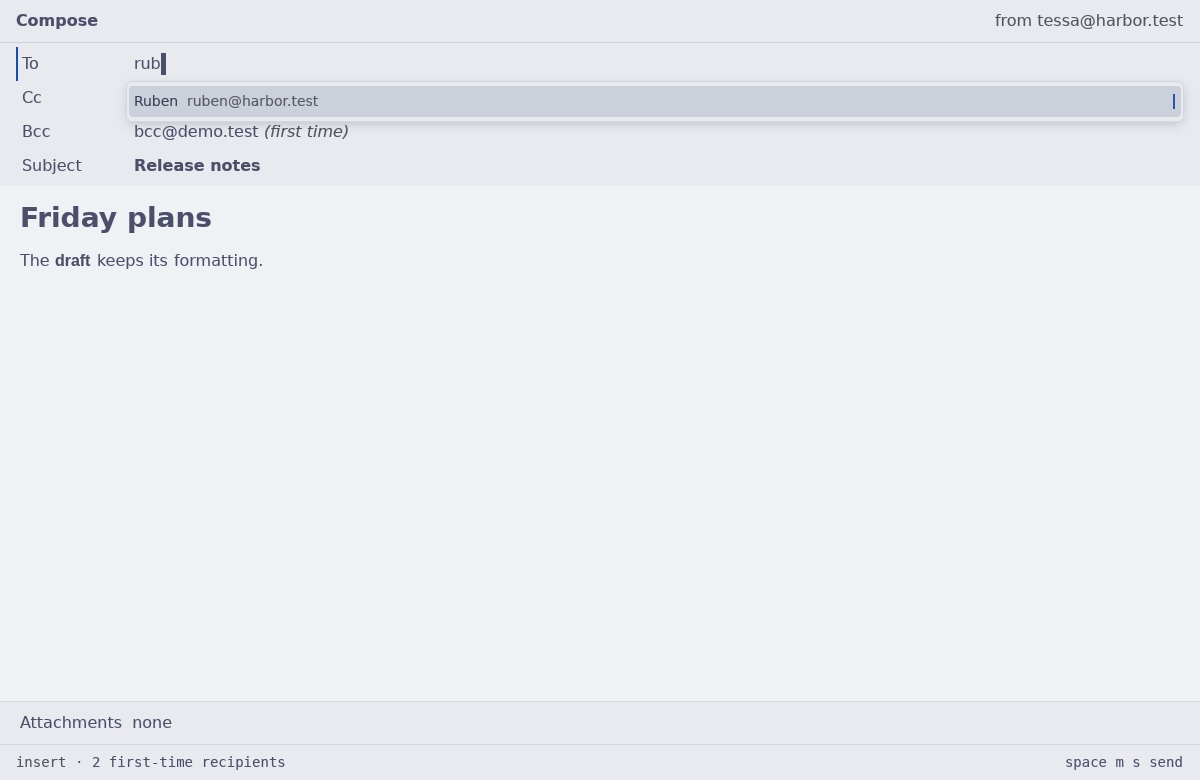 Compose from tessa@harbor.test
To rub
Ruben ruben@harbor.test
Cc
Bcc bcc@demo.test (first time)
Subject Release notes
Friday plans
The draft keeps its formatting.
Attachments none
insert · 2 first-time recipients space m s send